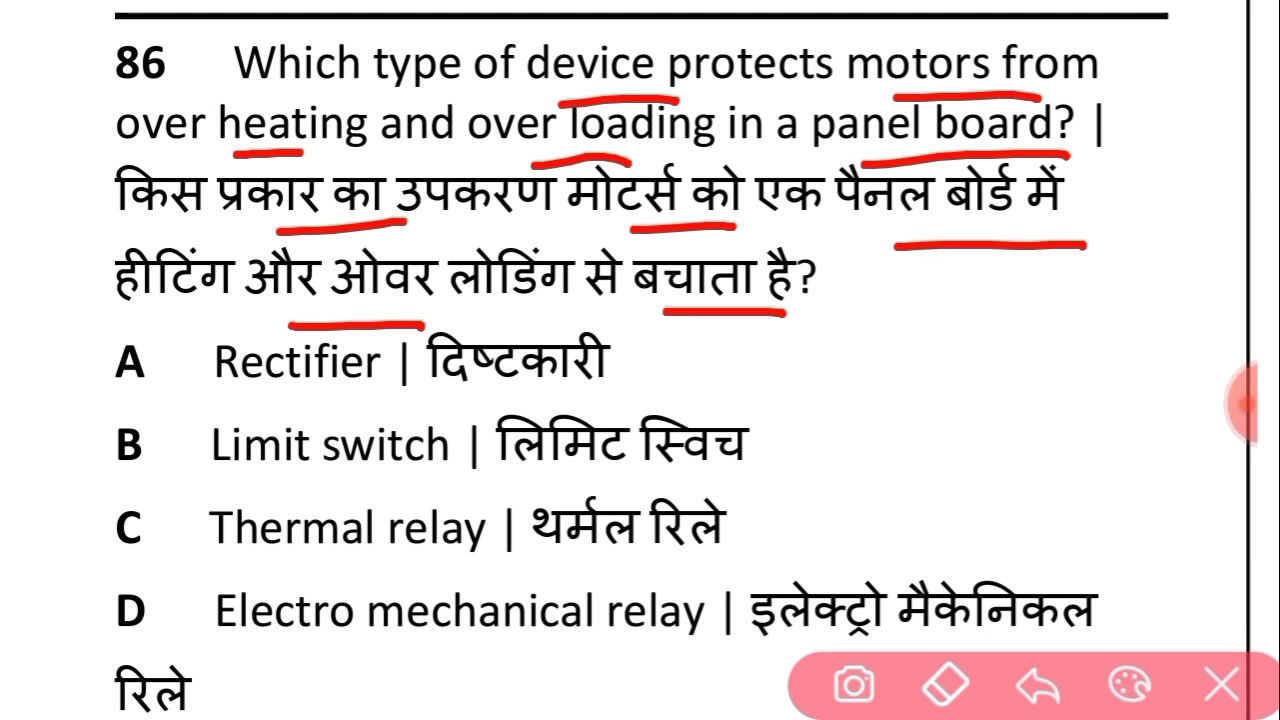 86 Which type of device protects motors from
over heating and over loading in a panel board? |
किस प्रकार का उपकरण मोटर्स को एक पैनल बोर्ड में
हीटिंग और ओवर लोडिंग से बचाता है?
A Rectifier | दिष्टकारी
B Limit switch | लिमिट स्विच
C Thermal relay | थर्मल रिले
D Electro mechanical relay | इलेक्ट्रो मैकेनिकल
रिले